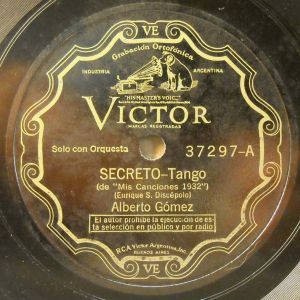 VE
Grabación Ortofónica
INDUSTRIA ARGENTINA
"HIS MASTER'S VOICE"
VICTOR
MARCAS REGISTRADAS
Solo con Orquesta 37297-A
SECRETO-Tango
(de "Mis Canciones 1932")
(Enrique S. Discépolo)
Alberto Gómez
El autor prohibe la ejecución de es-
ta selección en público y por radio
RCA Victor Argentina, Inc.
BUENOS AIRES
VE